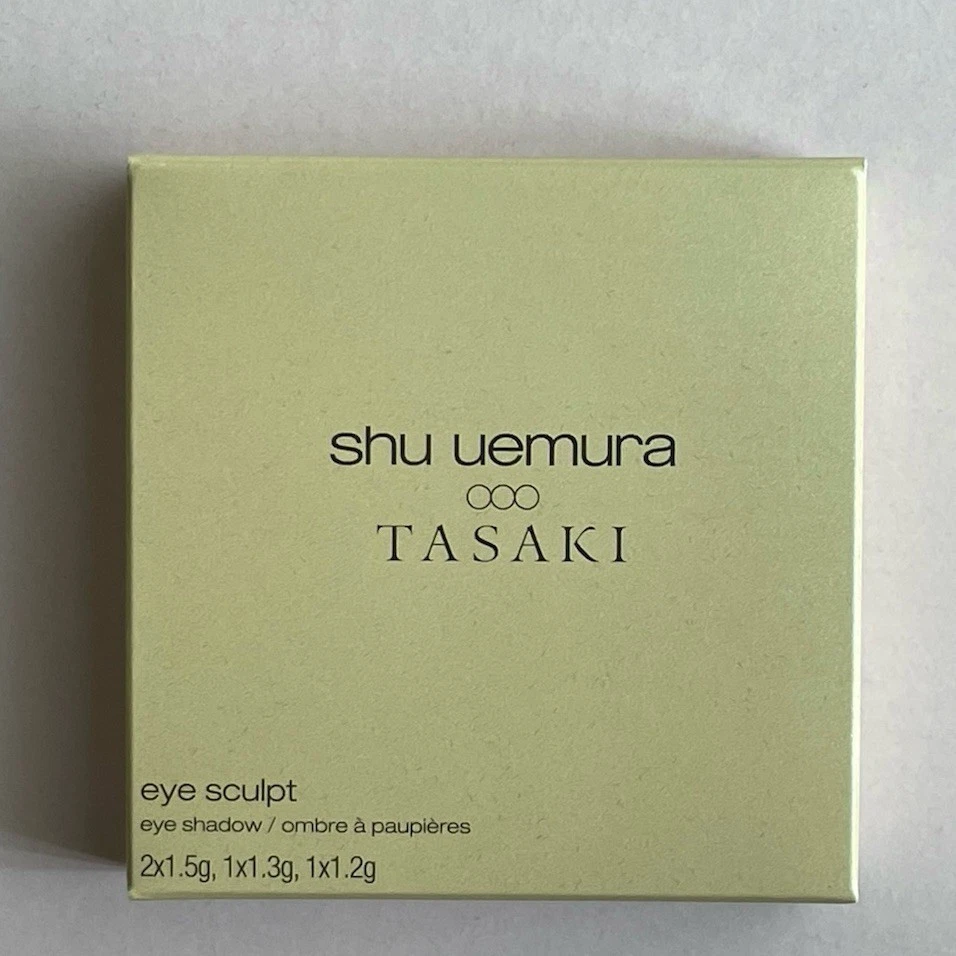 shu uemura
TASAKI
eye sculpt
eye shadow / ombre à paupières
2x1.5g, 1x1.3g, 1x1.2g